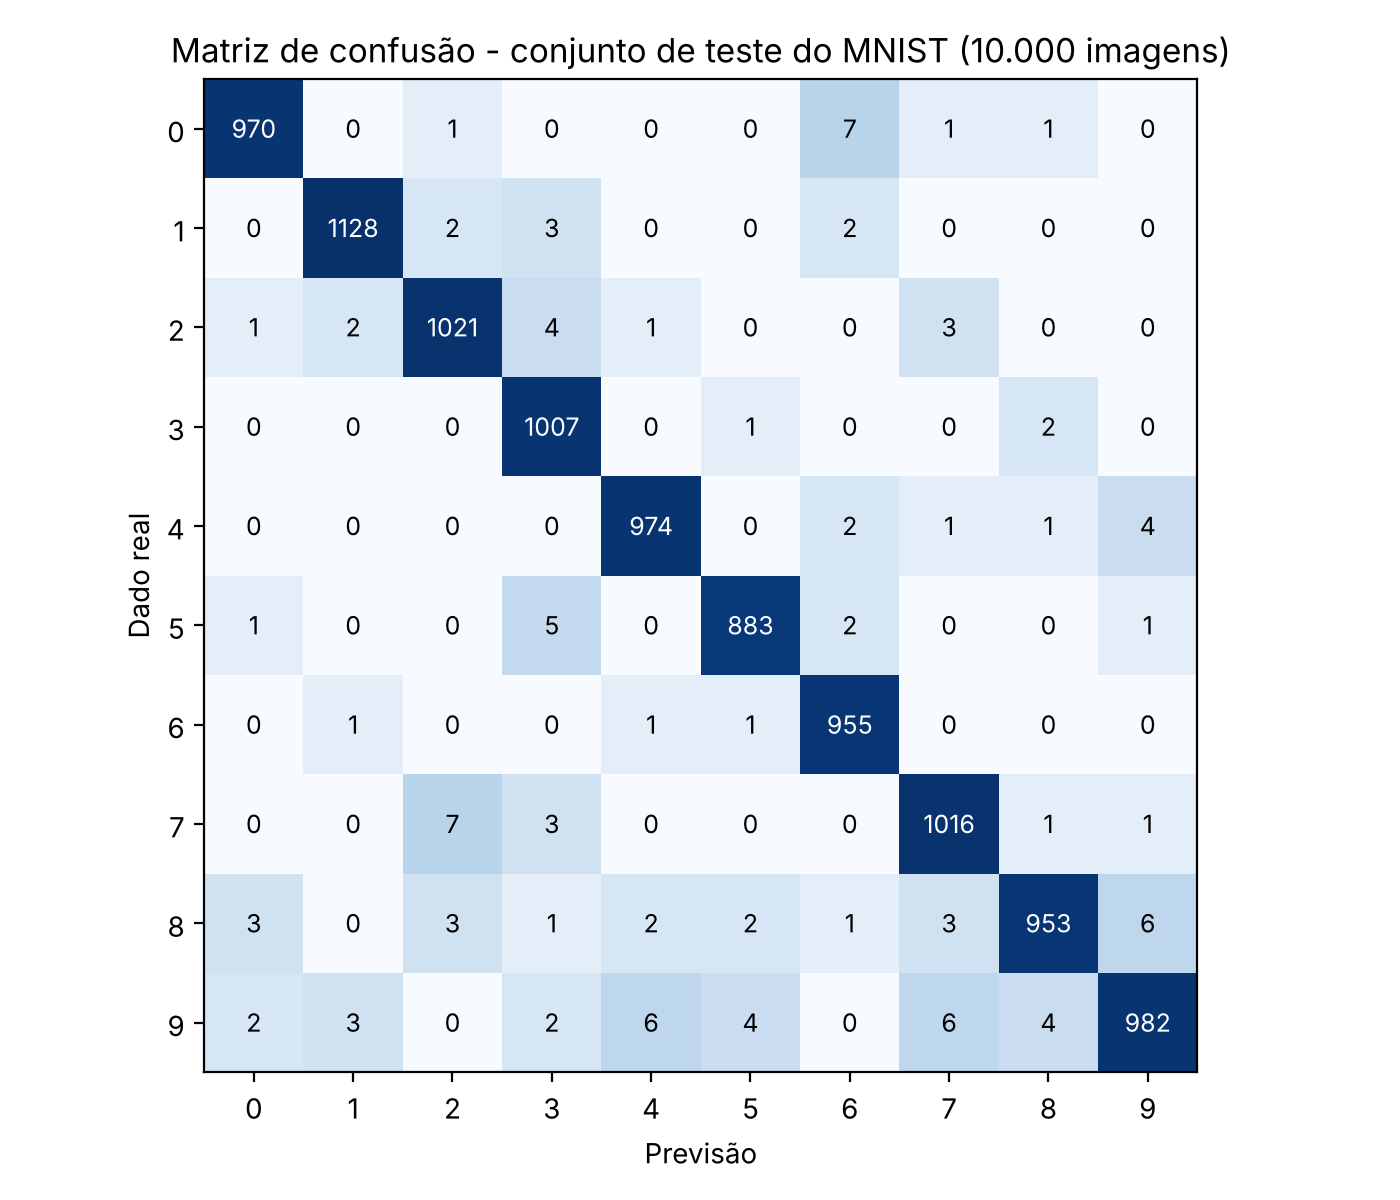 Matriz de confusão - conjunto de teste do MNIST (10.000 imagens)
0 970 0 1 0 0 0 7 1 1 0
1 0 1128 2 3 0 0 2 0 0 0
2 1 2 1021 4 1 0 0 3 0 0
3 0 0 0 1007 0 1 0 0 2 0
4 0 0 0 0 974 0 2 1 1 4
Dado real
5 1 0 0 5 0 883 2 0 0 1
6 0 1 0 0 1 1 955 0 0 0
7 0 0 7 3 0 0 0 1016 1 1
8 3 0 3 1 2 2 1 3 953 6
9 2 3 0 2 6 4 0 6 4 982
0 1 2 3 4 5 6 7 8 9
Previsão